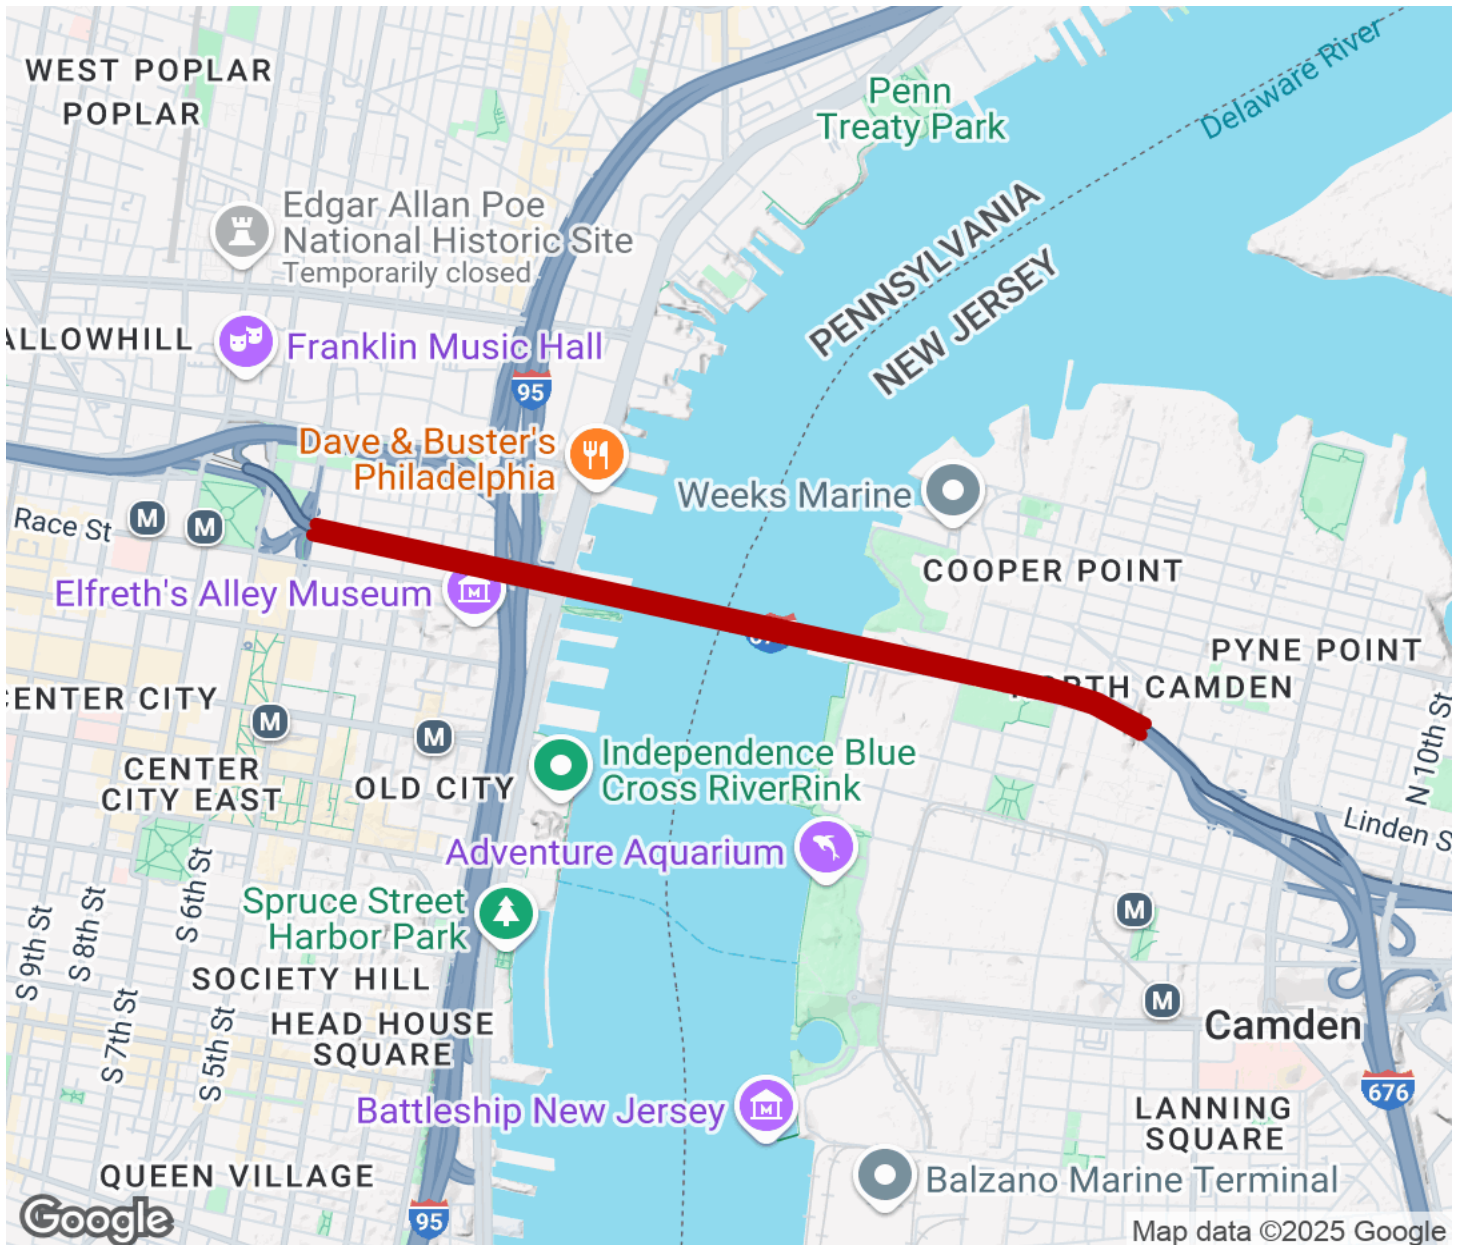 WEST POPLAR
POPLAR
Penn
Treaty Park
Delaware River
Edgar Allan Poe
National Historic Site
Temporarily closed
PENNSYLVANIA
NEW JERSEY
ALLOWHILL
Franklin Music Hall
95
Dave & Buster's
Philadelphia
Weeks Marine
Race St
M
M
COOPER POINT
Elfreth's Alley Museum
M
PYNE POINT
NORTH CAMDEN
CENTER CITY
M
M
N 10th St
Independence Blue
Cross RiverRink
CENTER
CITY EAST
OLD CITY
Linden S
Adventure Aquarium
S 6th St
Spruce Street
Harbor Park
M
S 9th St
S 8th St
SOCIETY HILL
M
S 7th St
S 5th St
HEAD HOUSE
SQUARE
Camden
676
Battleship New Jersey
M
LANNING
SQUARE
QUEEN VILLAGE
Balzano Marine Terminal
95
Google
Map data ©2025 Google